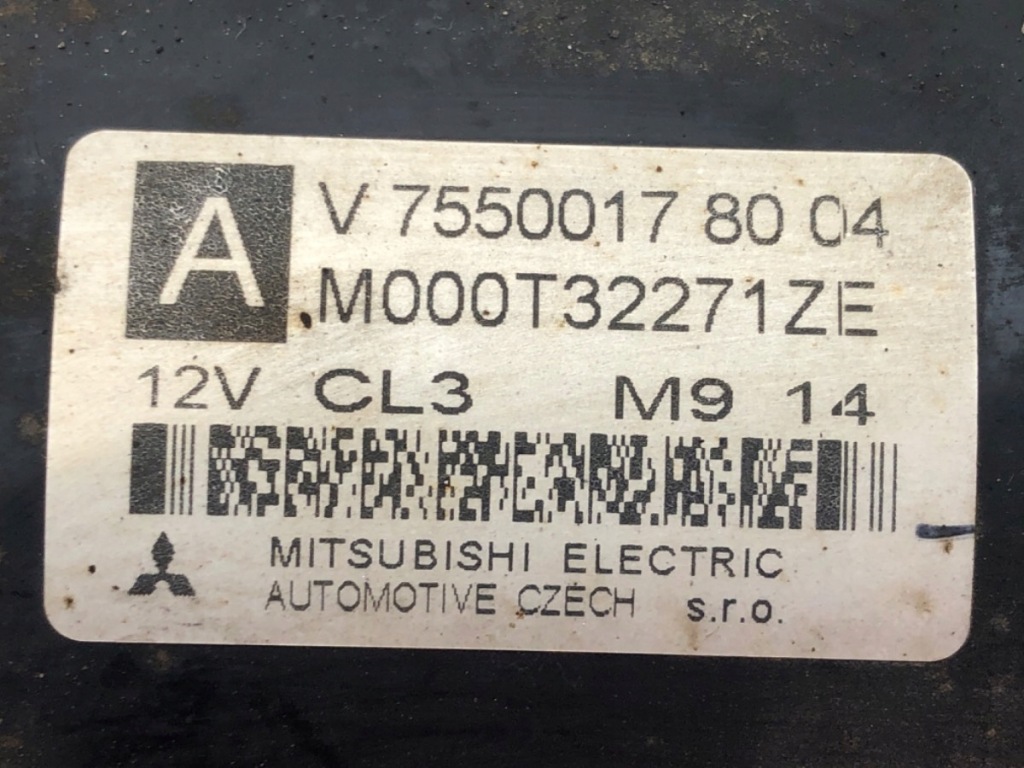 A V 7550017 80 04
M000T32271ZE
12V CL3 M9 14
MITSUBISHI ELECTRIC
AUTOMOTIVE CZECH s.r.o.